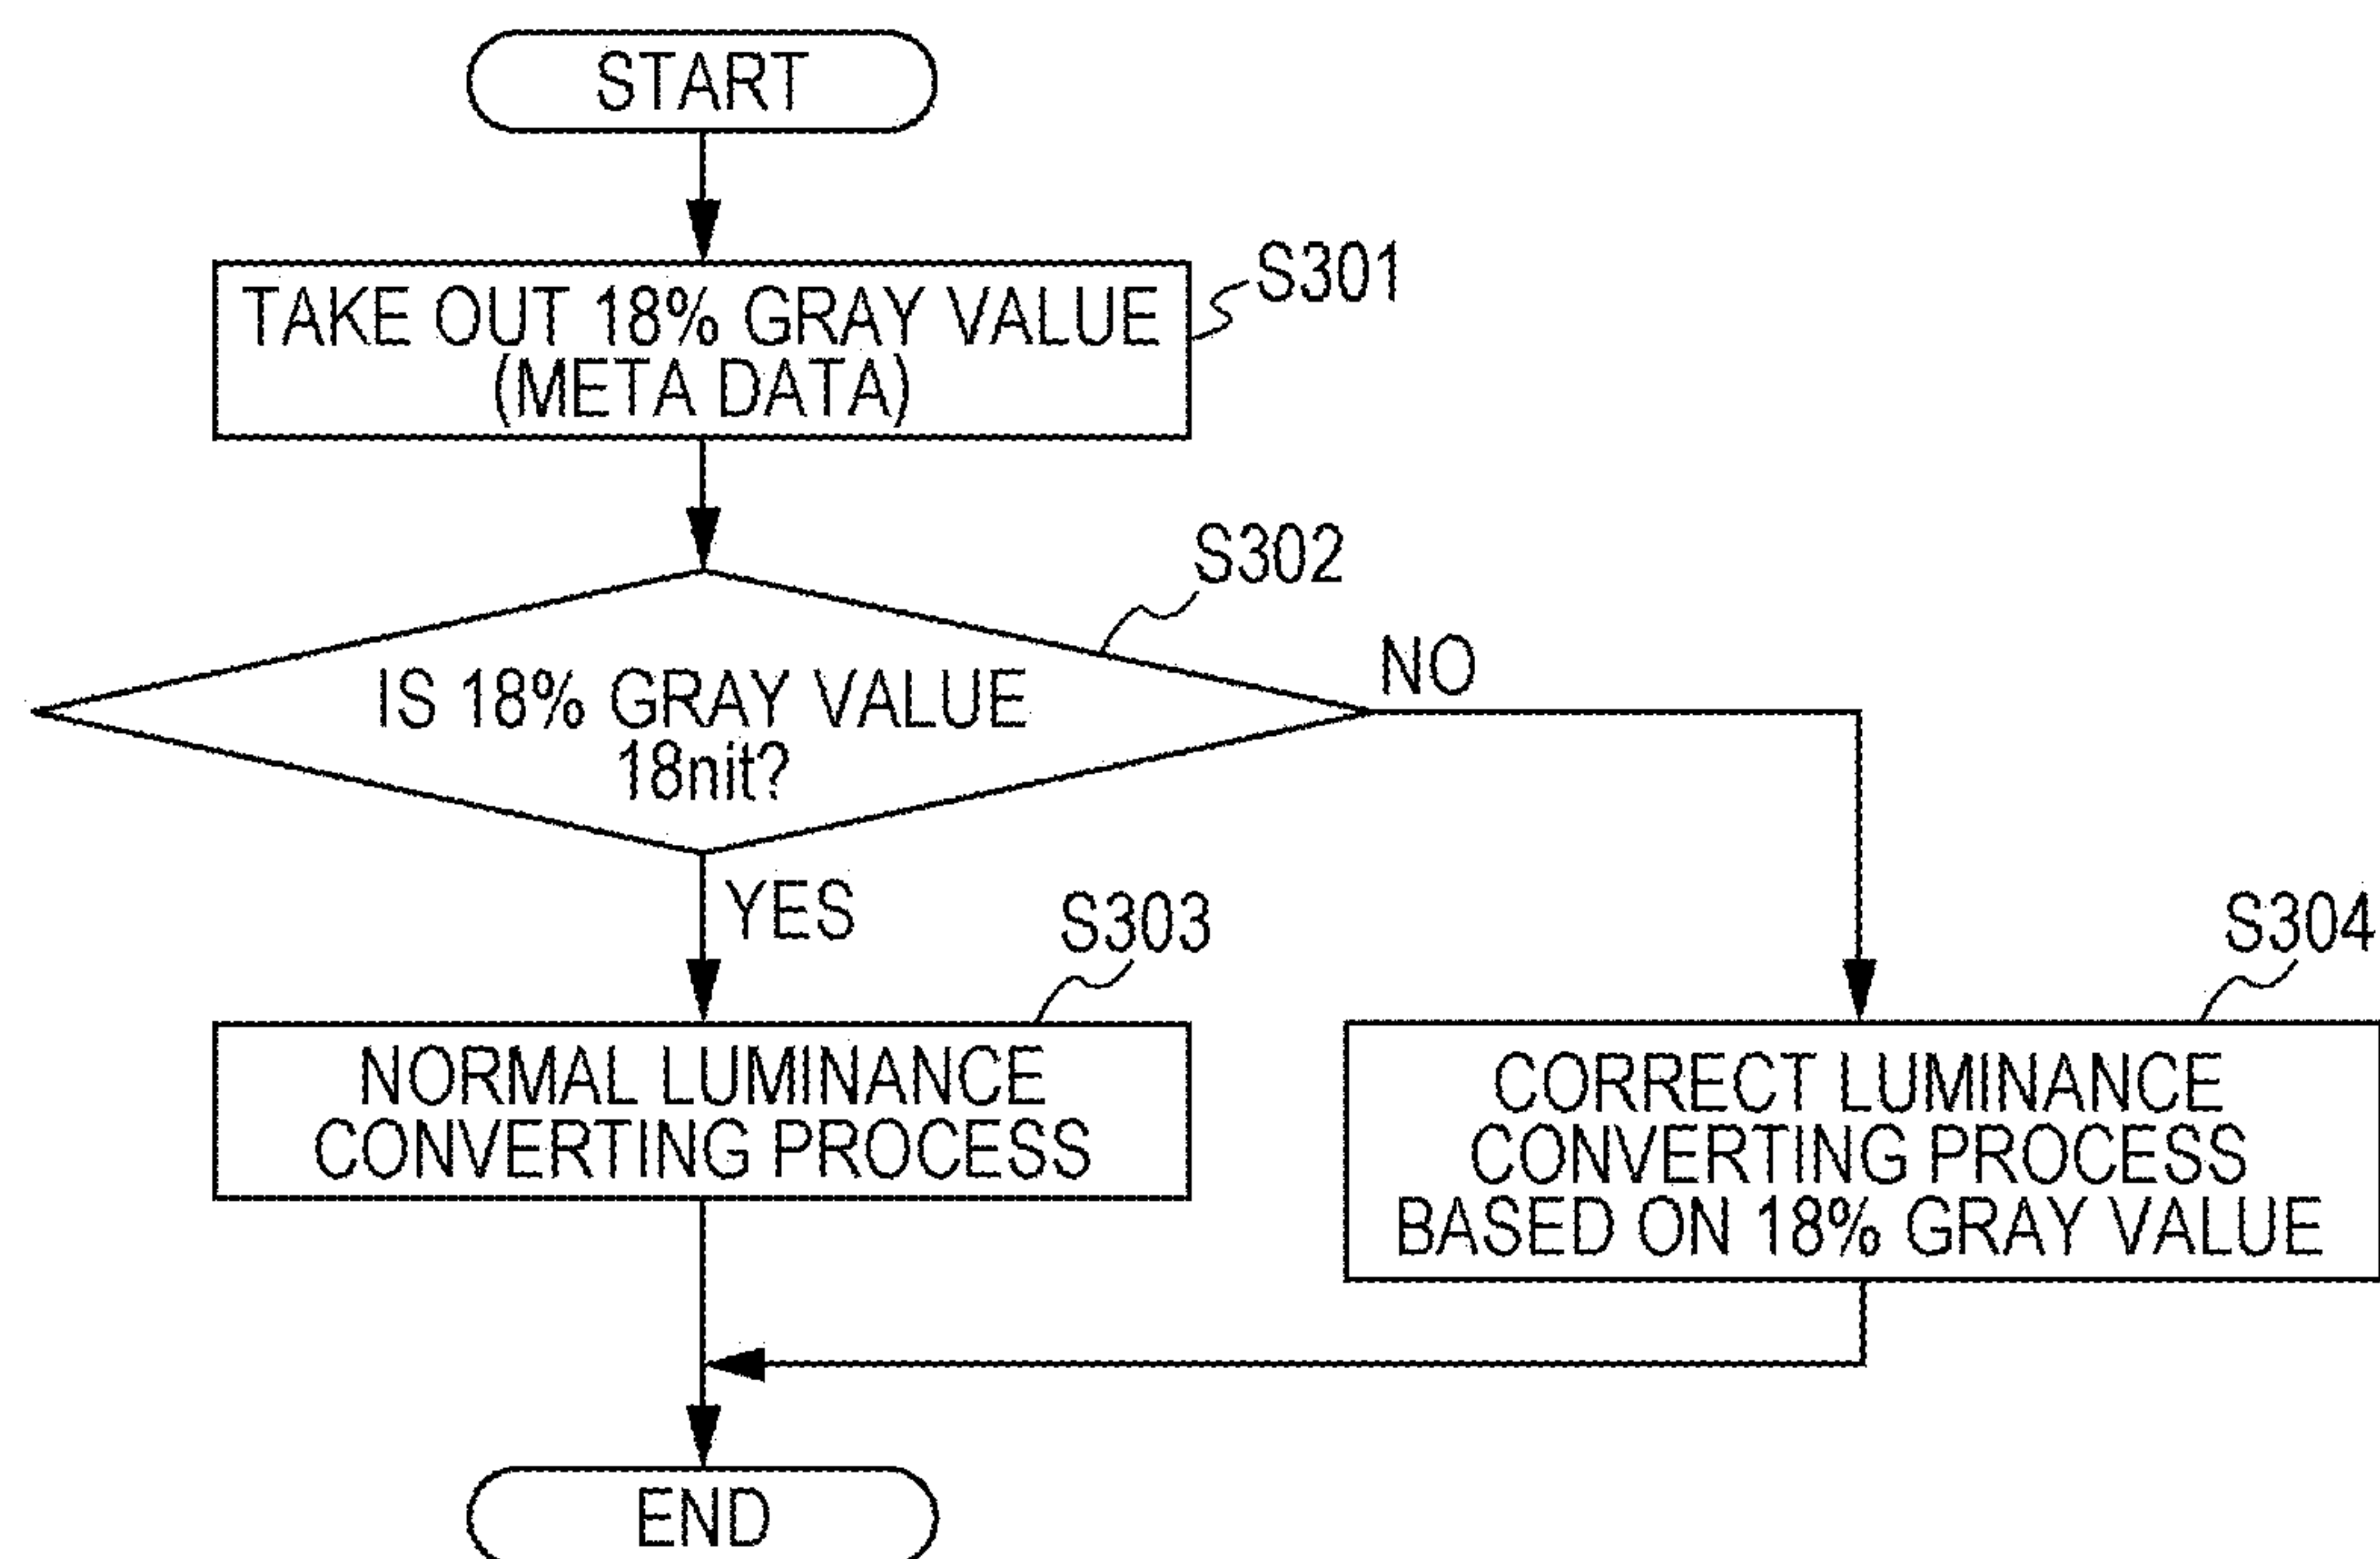 START
S301
TAKE OUT 18% GRAY VALUE
(META DATA)
S302
NO
IS 18% GRAY VALUE
18nit?
YES
S303
S304
NORMAL LUMINANCE
CONVERTING PROCESS
CORRECT LUMINANCE
CONVERTING PROCESS
BASED ON 18% GRAY VALUE
END